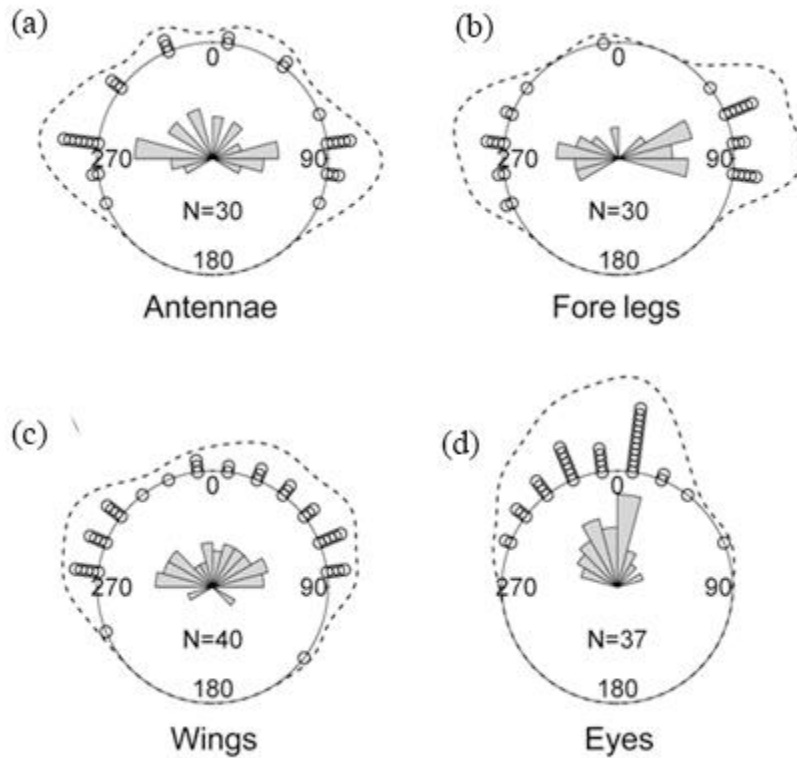 (a)
0
270
90
N=30
180
Antennae
(b)
0
270
90
N=30
180
Fore legs
(c)
0
270
90
N=40
180
Wings
(d)
0
270
90
N=37
180
Eyes